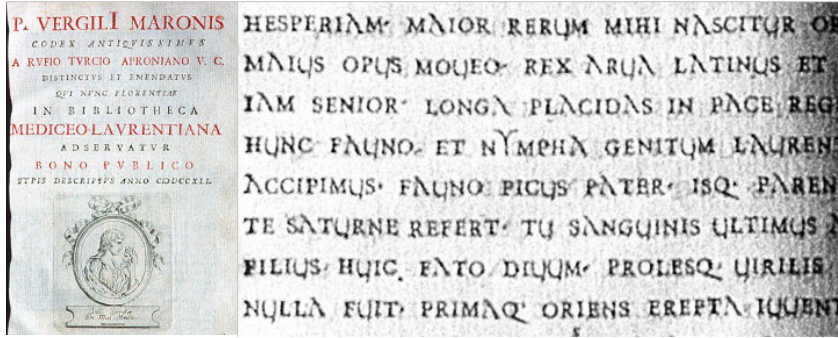 P. VERGILI MARONIS
CODEX ANTIQVISSIMVS
A RVFIO TVRCIO APRONIANO V. C.
DISTINCTVS ET EMENDATVS
QVI NVNC FLORENTIAE
IN BIBLIOTHECA
MEDICEO-LAVRENTIANA
ADSERVATVR
BONO PVBLICO
TYPIS DESCRIPTVS ANNO CIↃIↃCCXLI.
HESPERIAM· MAIOR RERUM MIHI NASCITUR
MAIUS OPUS MOUEO· REX ARUA LATINUS ET
IAM SENIOR· LONGA PLACIDAS IN PACE REG
HUNC FAUNO· ET NYMPHA GENITUM LAUREN
ACCIPIMUS· FAUNO PICUS PATER· ISQ· PAREN
TE SATURNE REFERT· TU SANGUINIS ULTIMUS
FILIUS· HUIC FATO DIUUM· PROLESQ· UIRILIS
NULLA FUIT· PRIMAQ· ORIENS EREPTA IUUENT